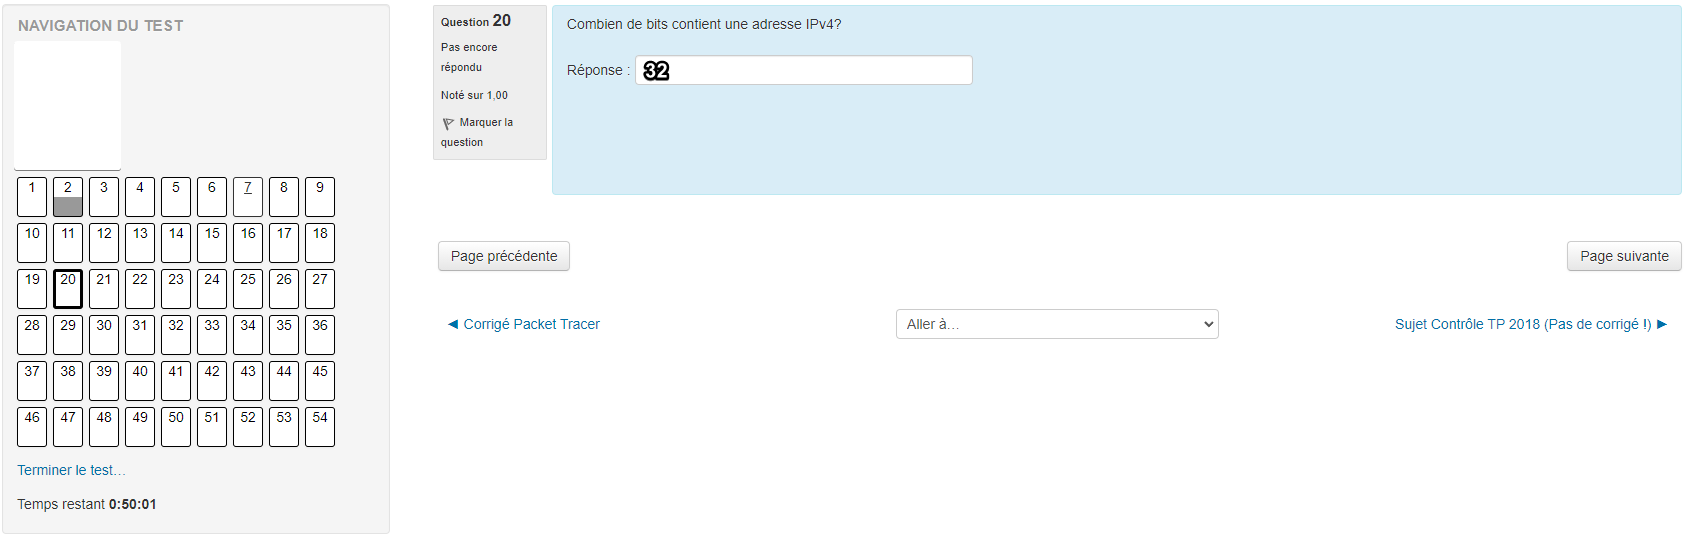 NAVIGATION DU TEST
1 2 3 4 5 6 7 8 9
10 11 12 13 14 15 16 17 18
19 20 21 22 23 24 25 26 27
28 29 30 31 32 33 34 35 36
37 38 39 40 41 42 43 44 45
46 47 48 49 50 51 52 53 54
Terminer le test…
Temps restant 0:50:01
Question 20
Pas encore
répondu
Noté sur 1,00
Marquer la
question
Combien de bits contient une adresse IPv4?
Réponse : 32
Page précédente
Page suivante
◄ Corrigé Packet Tracer
Aller à…
Sujet Contrôle TP 2018 (Pas de corrigé !) ►